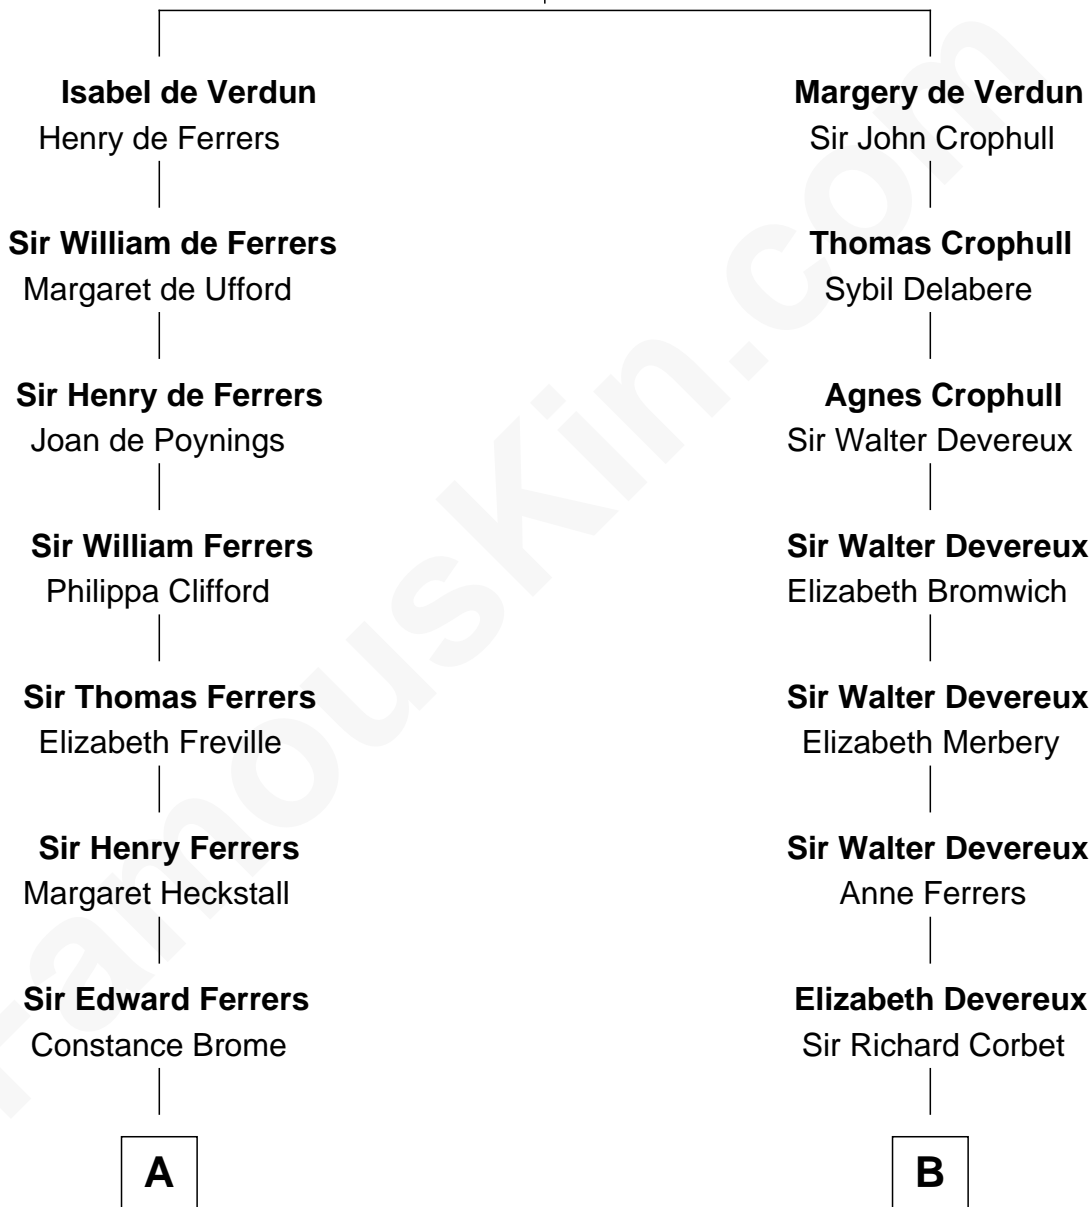 Isabel de Verdun
Henry de Ferrers
Sir William de Ferrers
Margaret de Ufford
Sir Henry de Ferrers
Joan de Poynings
Sir William Ferrers
Philippa Clifford
Sir Thomas Ferrers
Elizabeth Freville
Sir Henry Ferrers
Margaret Heckstall
Sir Edward Ferrers
Constance Brome
A
Margery de Verdun
Sir John Crophull
Thomas Crophull
Sybil Delabere
Agnes Crophull
Sir Walter Devereux
Sir Walter Devereux
Elizabeth Bromwich
Sir Walter Devereux
Elizabeth Merbery
Sir Walter Devereux
Anne Ferrers
Elizabeth Devereux
Sir Richard Corbet
B
FamousKin.com